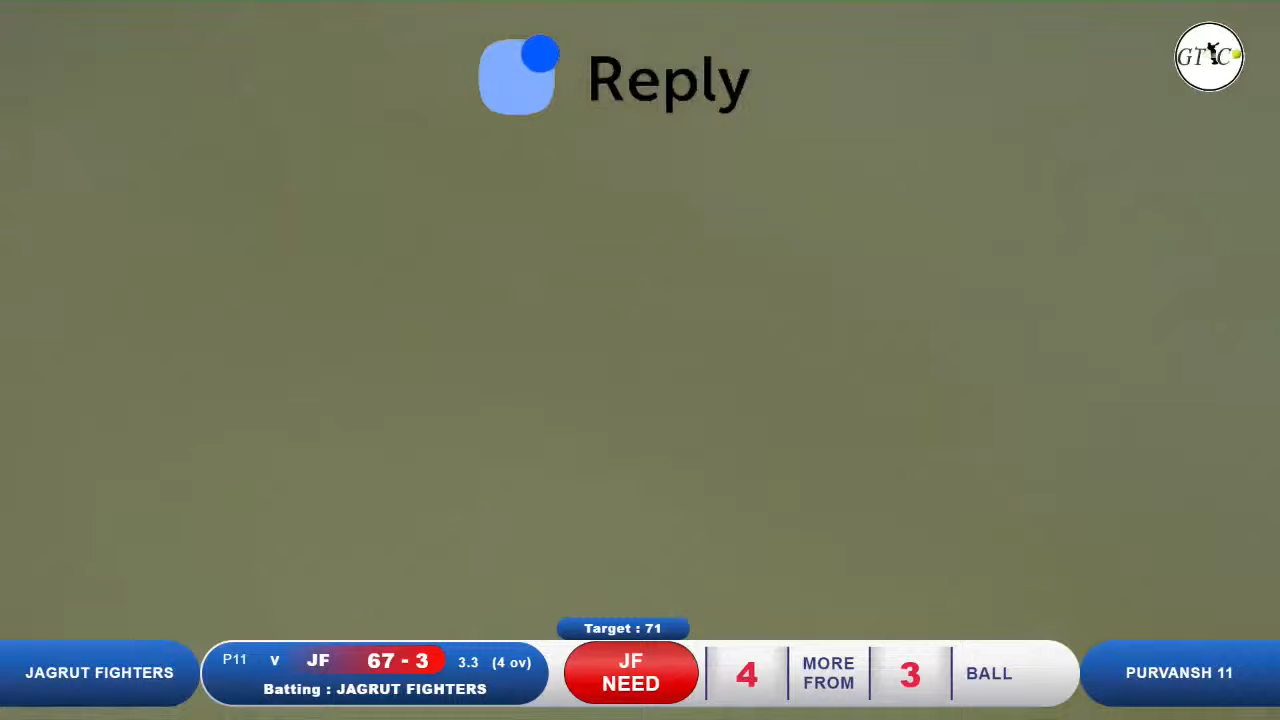 Reply
GTC
Target : 71
JAGRUT FIGHTERS
P11 v JF 67 - 3 3.3 (4 ov)
Batting : JAGRUT FIGHTERS
JF NEED
4
MORE FROM
3
BALL
PURVANSH 11